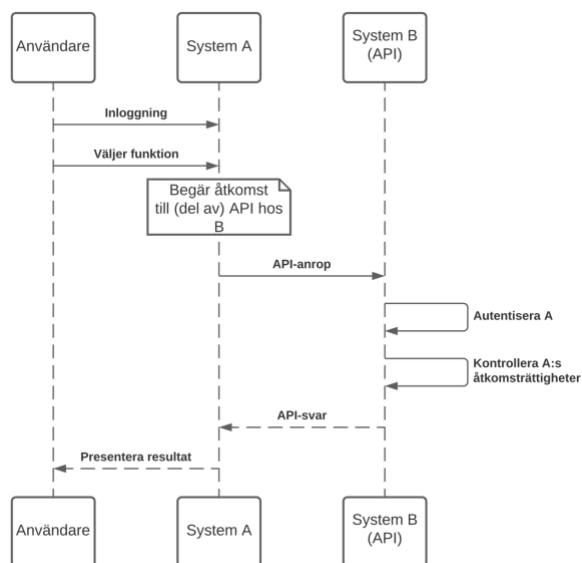 Användare
System A
System B
(API)
Inloggning
Väljer funktion
Begär åtkomst
till (del av) API hos
B
API-anrop
Autentisera A
Kontrollera A:s
åtkomsträttigheter
API-svar
Presentera resultat
Användare
System A
System B
(API)